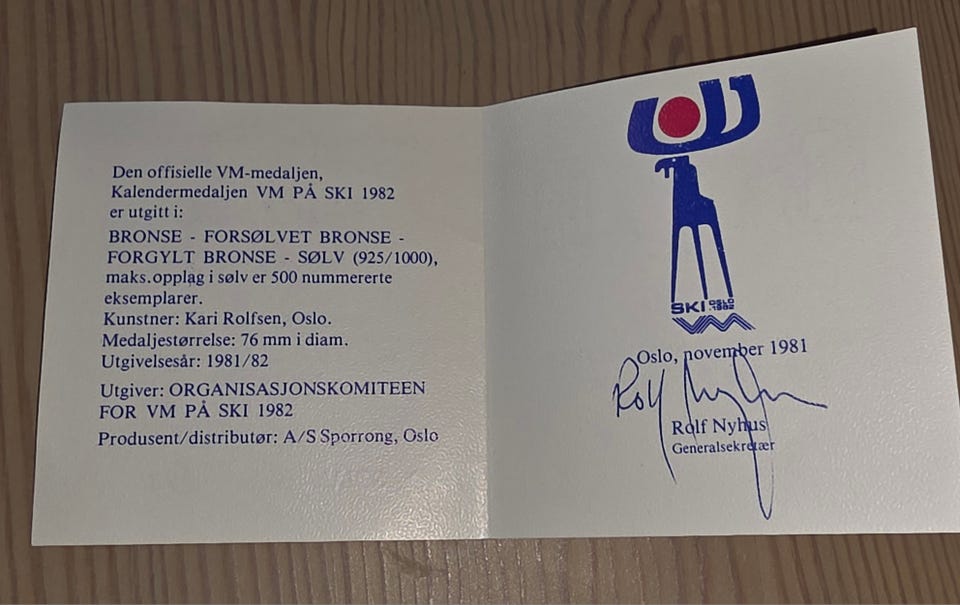 Den offisielle VM-medaljen,
Kalendermedaljen VM PÅ SKI 1982
er utgitt i:
BRONSE - FORSØLVET BRONSE -
FORGYLT BRONSE - SØLV (925/1000),
maks.opplag i sølv er 500 nummererte
eksemplarer.
Kunstner: Kari Rolfsen, Oslo.
Medaljestørrelse: 76 mm i diam.
Utgivelsesår: 1981/82
Utgiver: ORGANISASJONSKOMITEEN
FOR VM PÅ SKI 1982
Produsent/distributør: A/S Sporrong, Oslo
SKI OSLO
1982
Oslo, november 1981
Rolf Nyhus
Rolf Nyhus
Generalsekretær